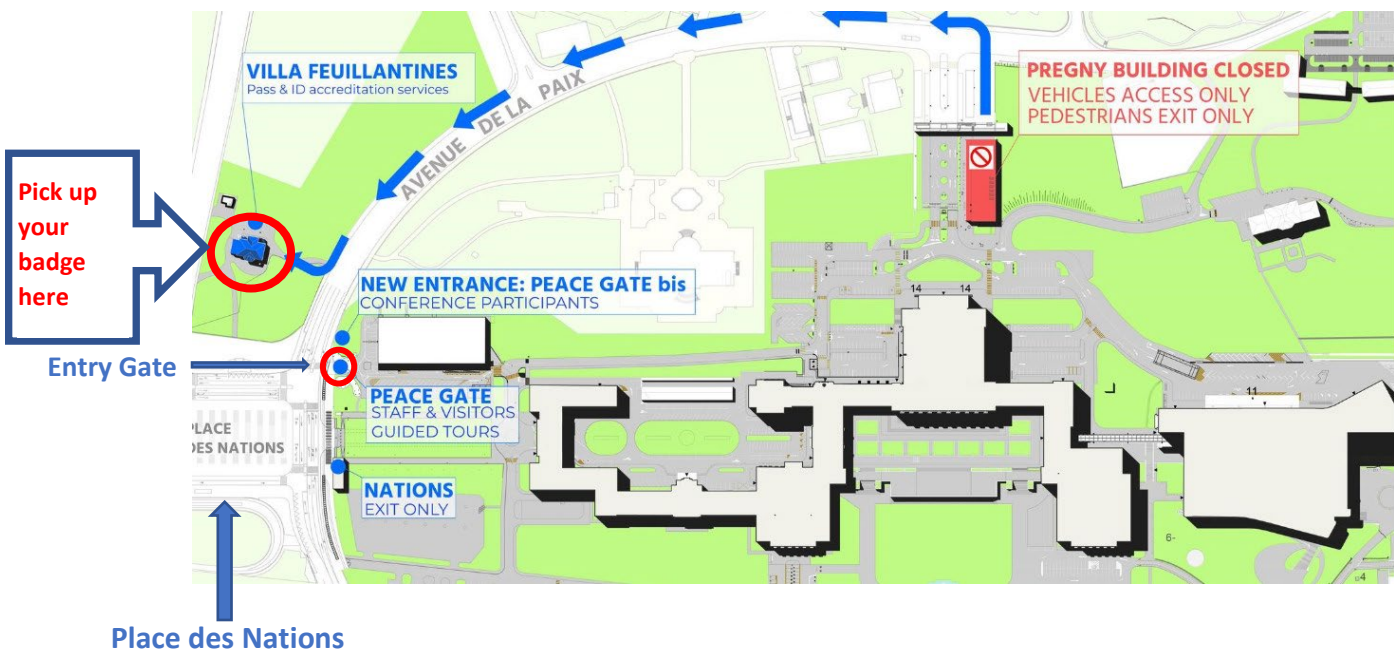 VILLA FEUILLANTINES
Pass & ID accreditation services
AVENUE DE LA PAIX
PREGNY BUILDING CLOSED
VEHICLES ACCESS ONLY
PEDESTRIANS EXIT ONLY
Pick up
your
badge
here
NEW ENTRANCE: PEACE GATE bis
CONFERENCE PARTICIPANTS
14 14
Entry Gate
PEACE GATE
STAFF & VISITORS
GUIDED TOURS
11
PLACE
DES NATIONS
NATIONS
EXIT ONLY
6-
4
Place des Nations